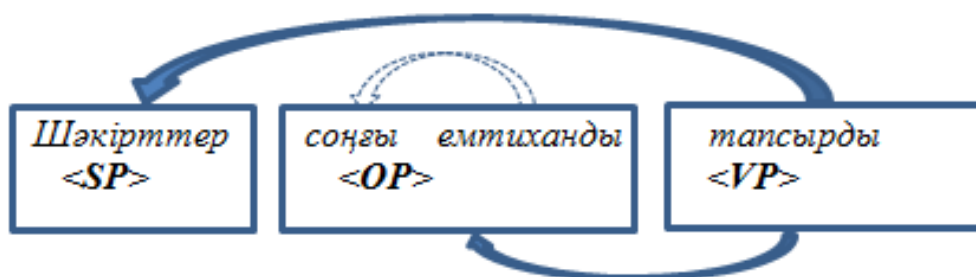 Шәкірттер
<SP>
соңғы емтиханды
<OP>
тапсырды
<VP>